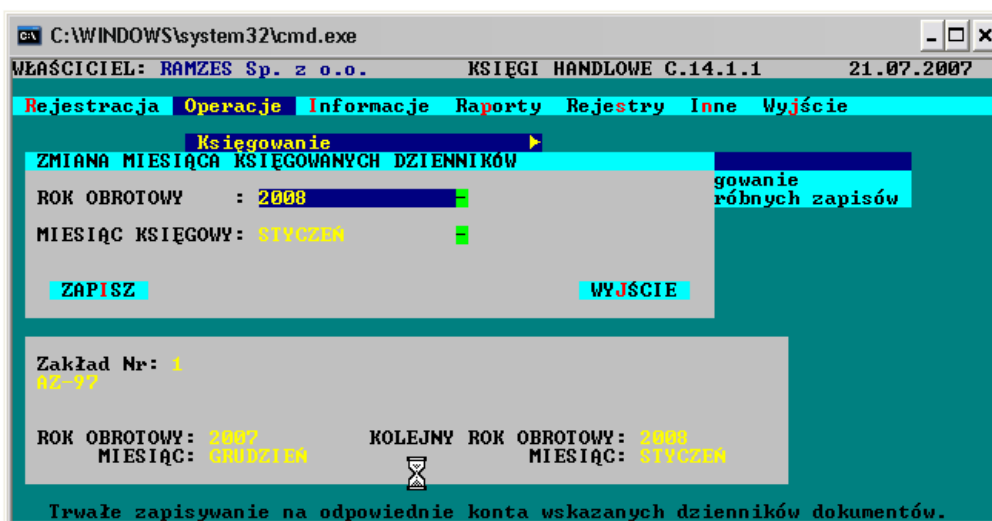 C:\WINDOWS\system32\cmd.exe
WŁAŚCICIEL: RAMZES Sp. z o.o. KSIĘGI HANDLOWE C.14.1.1 21.07.2007
Rejestracja Operacje Informacje Raporty Rejestry Inne Wyjście
Księgowanie
ZMIANA MIESIĄCA KSIĘGOWANYCH DZIENNIKÓW
gowanie
ROK OBROTOWY : 2008
próbnych zapisów
MIESIĄC KSIĘGOWY: STYCZEŃ
ZAPISZ WYJŚCIE
Zakład Nr: 1
AZ-97
ROK OBROTOWY: 2007 KOLEJNY ROK OBROTOWY: 2008
MIESIĄC: GRUDZIEŃ MIESIĄC: STYCZEŃ
Trwałe zapisywanie na odpowiednie konta wskazanych dzienników dokumentów.